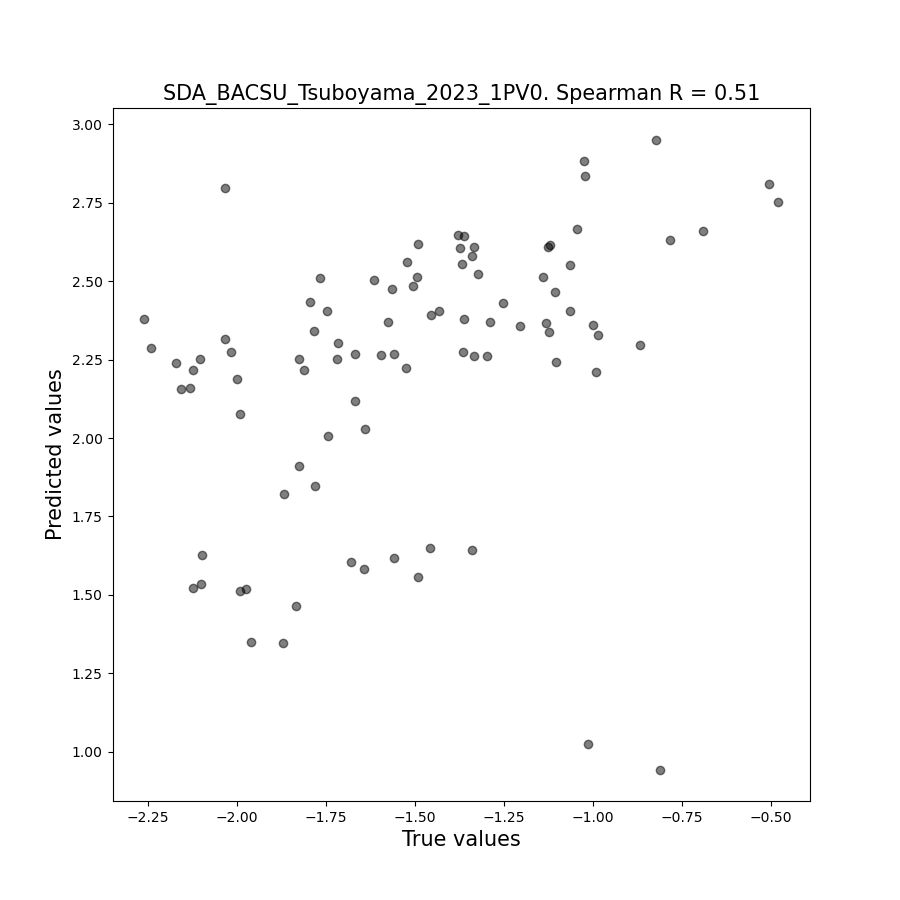 SDA_BACSU_Tsuboyama_2023_1PV0. Spearman R = 0.51
3.00
2.75
2.50
2.25
2.00
1.75
1.50
1.25
1.00
Predicted values
−2.25 −2.00 −1.75 −1.50 −1.25 −1.00 −0.75 −0.50
True values